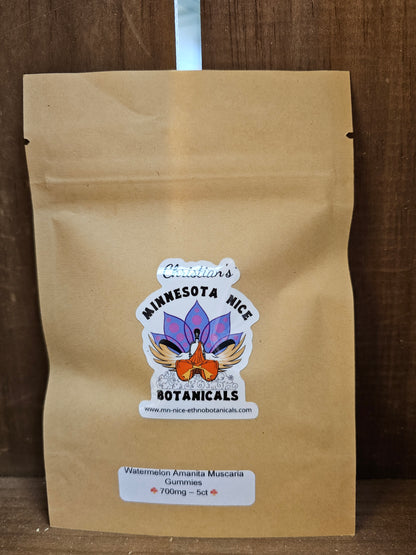 Christian's
MINNESOTA NICE
BOTANICALS
www.mn-nice-ethnobotanicals.com
Watermelon Amanita Muscaria
Gummies
700mg – 5ct